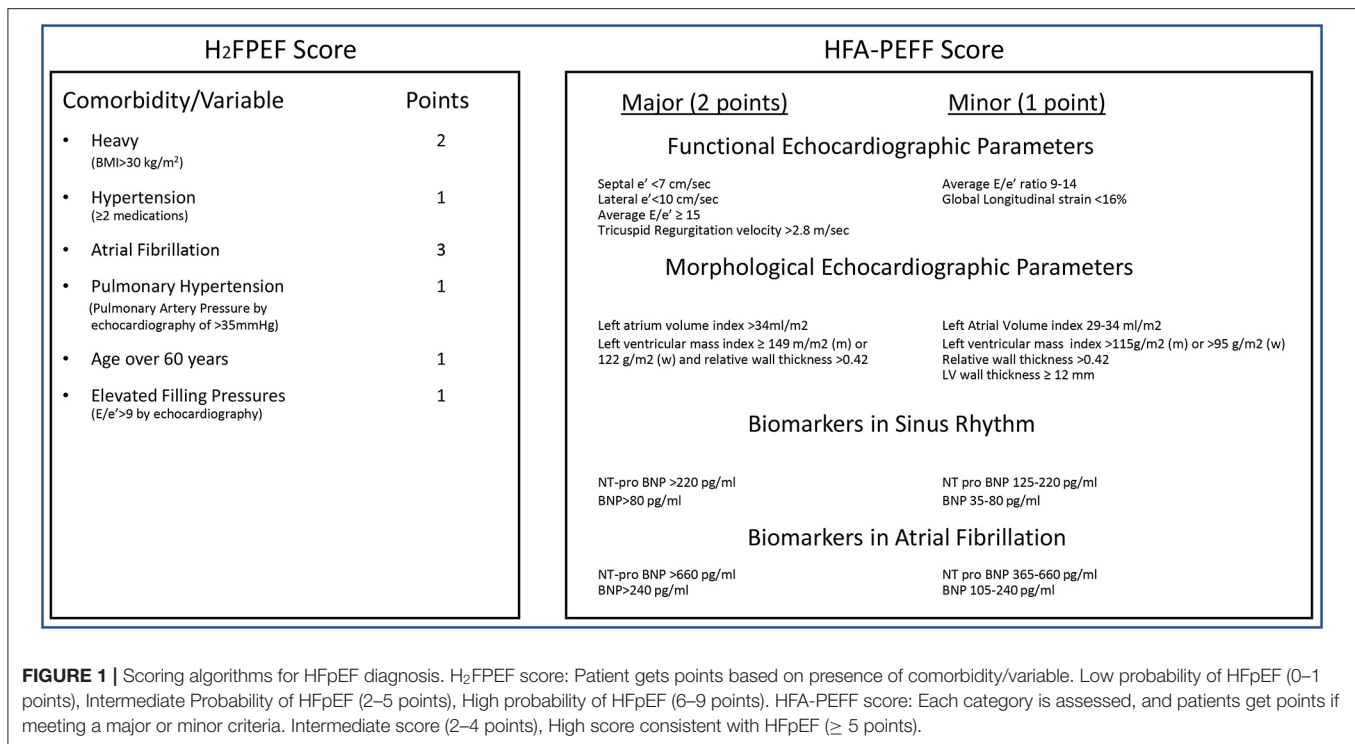 H₂FPEF Score
Comorbidity/Variable Points
• Heavy 2
(BMI>30 kg/m²)
• Hypertension 1
(≥2 medications)
• Atrial Fibrillation 3
• Pulmonary Hypertension 1
(Pulmonary Artery Pressure by
echocardiography of >35mmHg)
• Age over 60 years 1
• Elevated Filling Pressures 1
(E/e'>9 by echocardiography)
HFA-PEFF Score
Major (2 points) Minor (1 point)
Functional Echocardiographic Parameters
Septal e' <7 cm/sec
Lateral e'<10 cm/sec
Average E/e' ≥ 15
Tricuspid Regurgitation velocity >2.8 m/sec
Average E/e' ratio 9-14
Global Longitudinal strain <16%
Morphological Echocardiographic Parameters
Left atrium volume index >34ml/m2
Left ventricular mass index ≥ 149 m/m2 (m) or
122 g/m2 (w) and relative wall thickness >0.42
Left Atrial Volume index 29-34 ml/m2
Left ventricular mass index >115g/m2 (m) or >95 g/m2 (w)
Relative wall thickness >0.42
LV wall thickness ≥ 12 mm
Biomarkers in Sinus Rhythm
NT-pro BNP >220 pg/ml
BNP>80 pg/ml
NT pro BNP 125-220 pg/ml
BNP 35-80 pg/ml
Biomarkers in Atrial Fibrillation
NT-pro BNP >660 pg/ml
BNP>240 pg/ml
NT pro BNP 365-660 pg/ml
BNP 105-240 pg/ml
FIGURE 1 | Scoring algorithms for HFpEF diagnosis. H₂FPEF score: Patient gets points based on presence of comorbidity/variable. Low probability of HFpEF (0–1
points), Intermediate Probability of HFpEF (2–5 points), High probability of HFpEF (6–9 points). HFA-PEFF score: Each category is assessed, and patients get points if
meeting a major or minor criteria. Intermediate score (2–4 points), High score consistent with HFpEF (≥ 5 points).